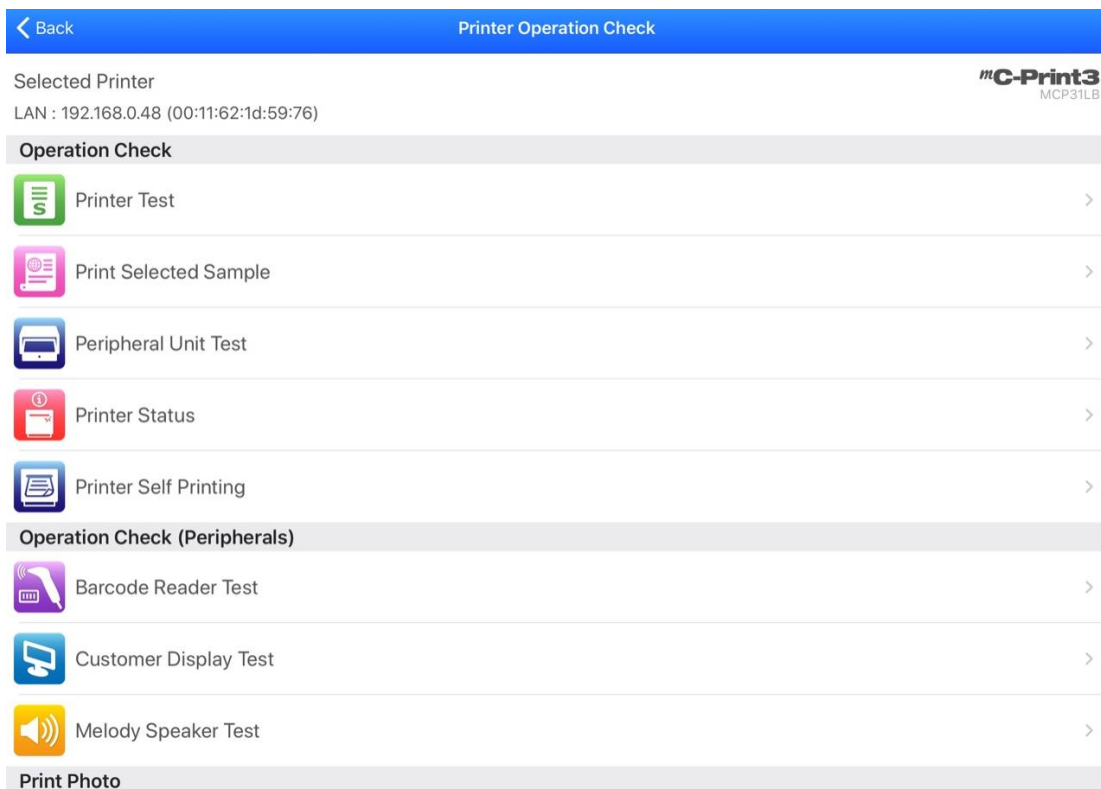 Back
Printer Operation Check
Selected Printer
mC-Print3
MCP31LB
LAN : 192.168.0.48 (00:11:62:1d:59:76)
Operation Check
Printer Test
Print Selected Sample
Peripheral Unit Test
Printer Status
Printer Self Printing
Operation Check (Peripherals)
Barcode Reader Test
Customer Display Test
Melody Speaker Test
Print Photo